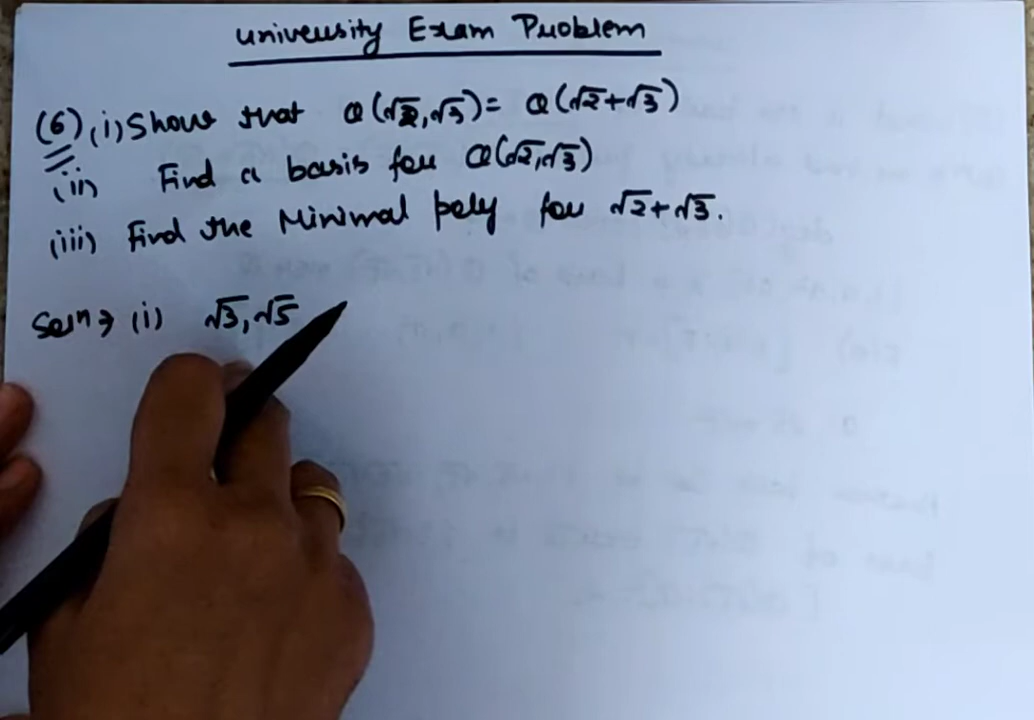 University Exam Problem
(6), (i) Show that Q(√2,√3) = Q(√2+√3)
(ii) Find a basis for Q(√2,√3)
(iii) Find the Minimal poly for √2+√3.
Solⁿ→ (i) √3,√5